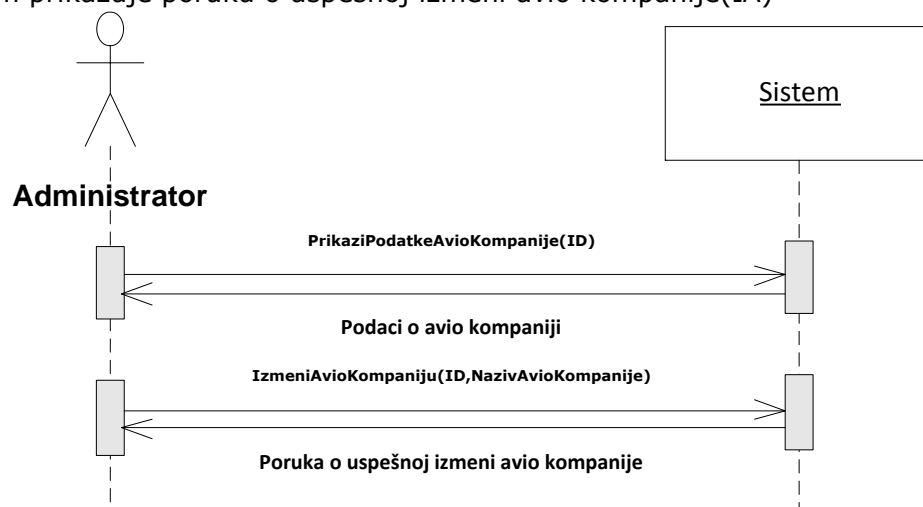 prikazuje poruka o uspešnoj izmeni avio kompanije(IA)
Sistem
Administrator
PrikaziPodatkeAvioKompanije(ID)
Podaci o avio kompaniji
IzmeniAvioKompaniju(ID,NazivAvioKompanije)
Poruka o uspešnoj izmeni avio kompanije